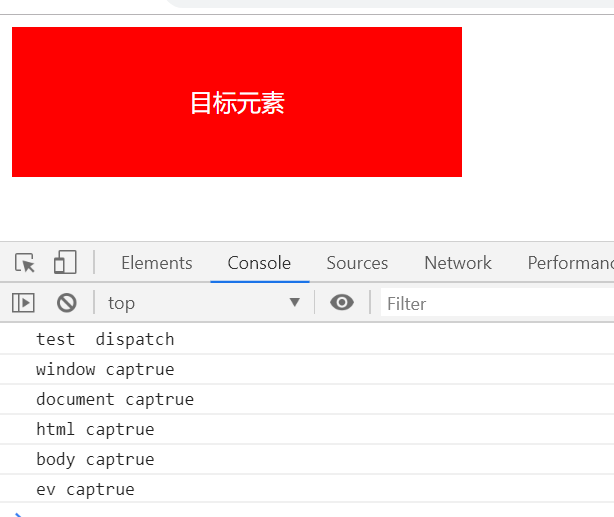 目标元素
Elements Console Sources Network Performanc
top Filter
test dispatch
window captrue
document captrue
html captrue
body captrue
ev captrue